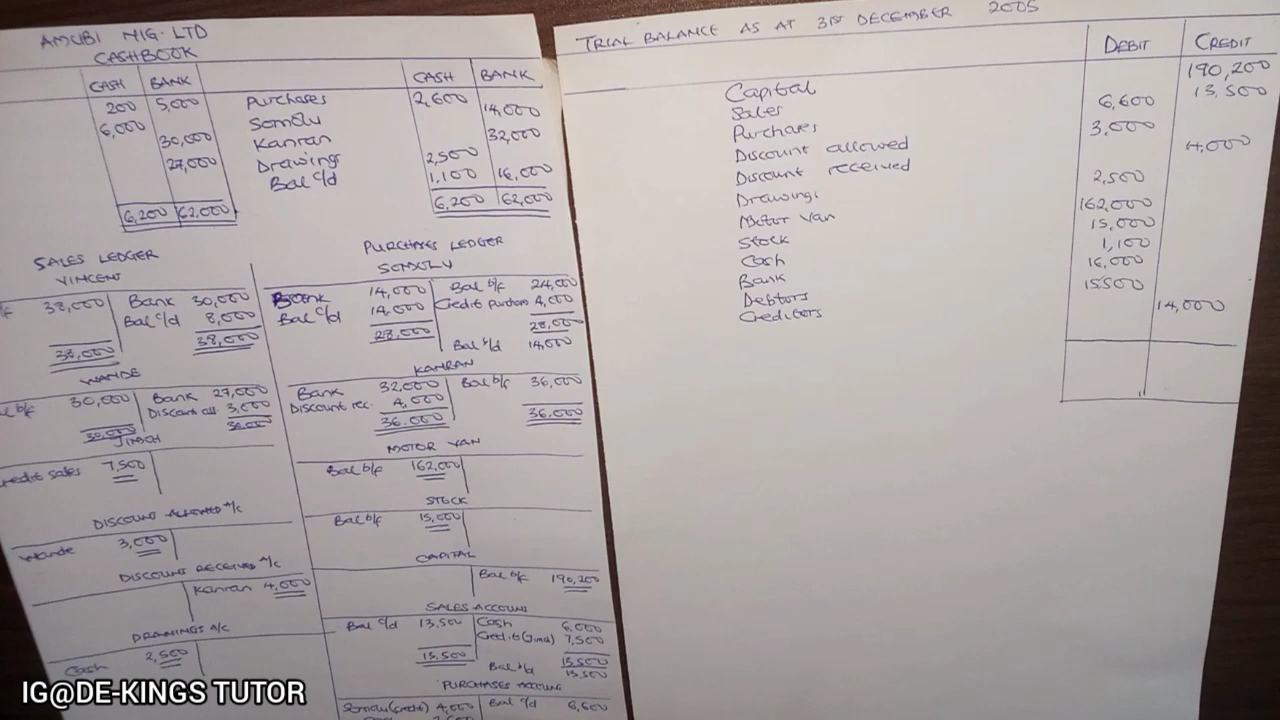 AMUBI NIG. LTD
CASHBOOK
CASH BANK CASH BANK
200 5,000 Purchases 2,600
6,000 Somolu 14,000
30,000 Kanran 32,000
27,000 Drawings 2,500
Bal c/d 1,100 16,000
6,200 62,000 6,200 62,000
SALES LEDGER
VINCENT
38,000 Bank 30,000
Bal c/d 8,000
38,000 38,000
WANDE
b/f 30,000 Bank 27,000
Discount all. 3,000
30,000 30,000
JIMOH
credit sales 7,500
DISCOUNT ALLOWED A/C
Wande 3,000
DISCOUNT RECEIVED A/C
Kanran 4,000
DRAWINGS A/C
Cash 2,500
PURCHASES LEDGER
SOMOLU
Bank 14,000 Bal b/f 24,000
Bal c/d 14,000 Credit purchases 4,000
28,000 28,000
Bal b/d 14,000
KANRAN
Bank 32,000 Bal b/f 36,000
Discount rec. 4,000
36,000 36,000
MOTOR VAN
Bal b/f 162,000
STOCK
Bal b/f 15,000
CAPITAL
Bal b/f 190,200
SALES ACCOUNT
Bal c/d 13,500 Cash 6,000
Credit (Jimoh) 7,500
13,500 13,500
Bal b/d 13,500
PURCHASES ACCOUNT
Somolu (credit) 4,000 Bal c/d 6,600
TRIAL BALANCE AS AT 31ST DECEMBER 2005
DEBIT CREDIT
Capital 190,200
Sales 13,500
Purchases 6,600
Discount allowed 3,000
Discount received 4,000
Drawings 2,500
Motor Van 162,000
Stock 15,000
Cash 1,100
Bank 16,000
Debtors 15500
Creditors 14,000
IG@DE-KINGS TUTOR